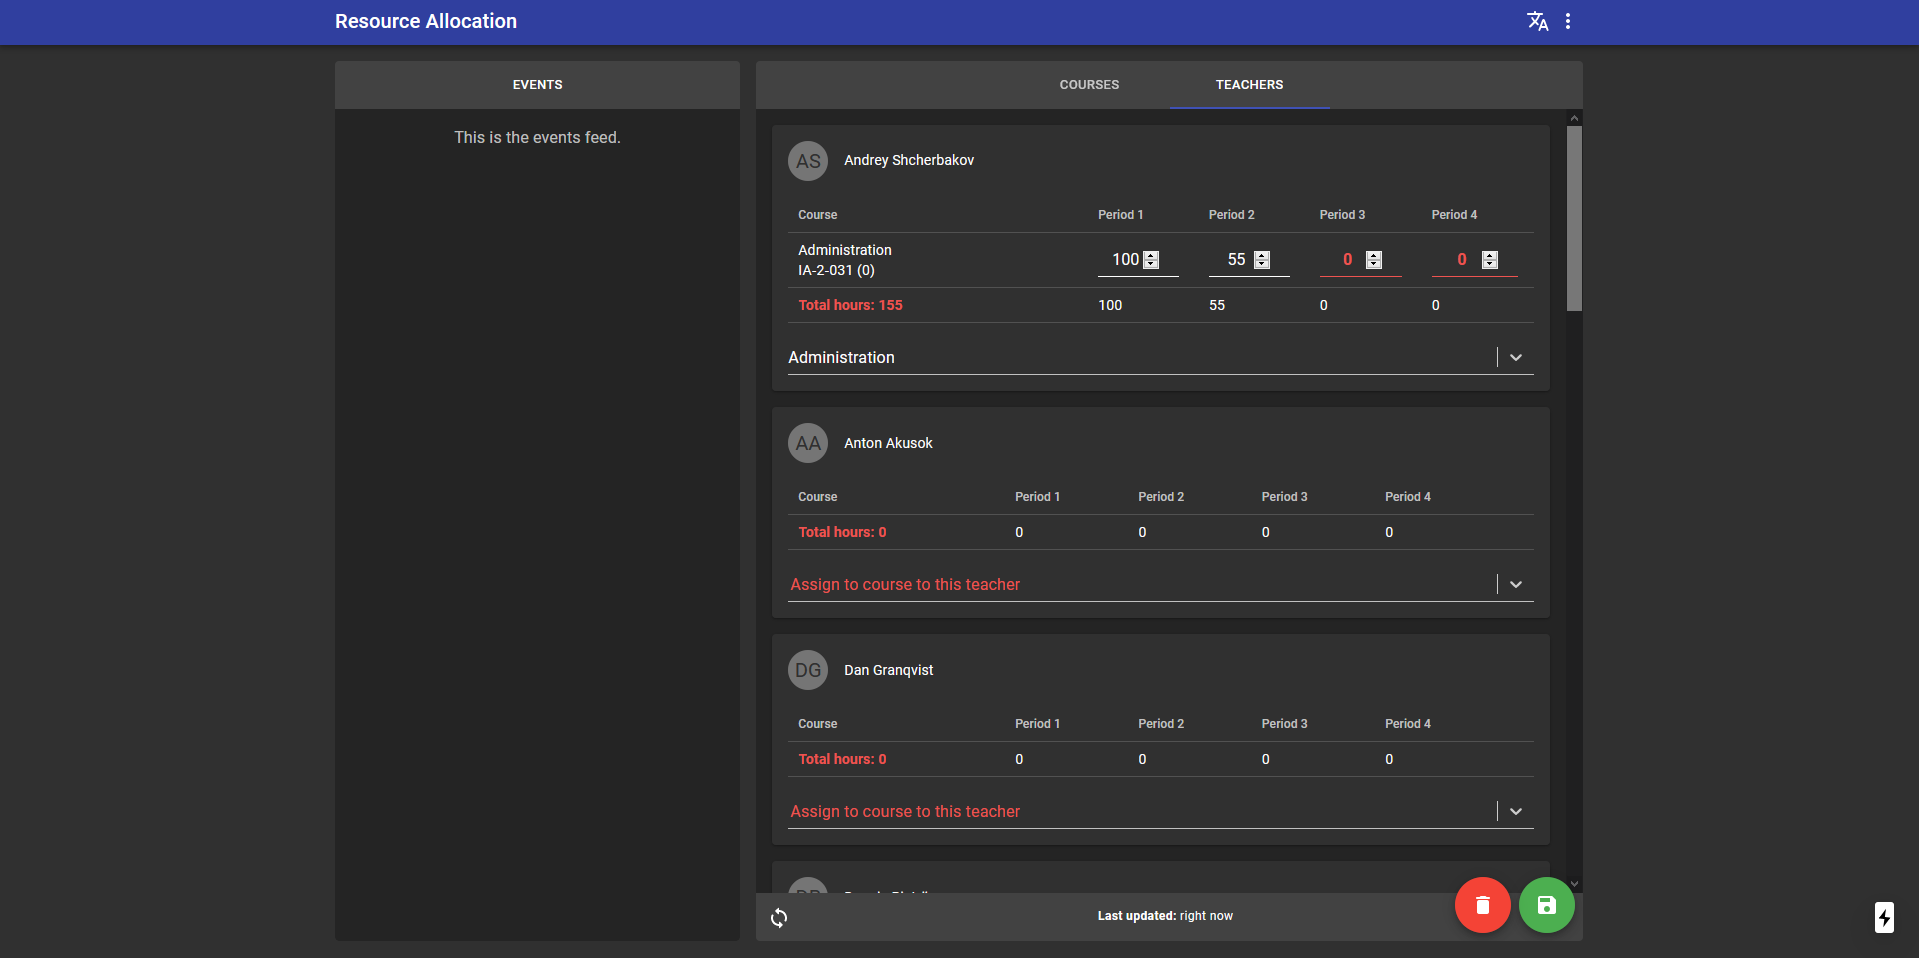 Resource Allocation
EVENTS
This is the events feed.
COURSES TEACHERS
AS Andrey Shcherbakov
Course Period 1 Period 2 Period 3 Period 4
Administration
IA-2-031 (0) 100 55 0 0
Total hours: 155 100 55 0 0
Administration
AA Anton Akusok
Course Period 1 Period 2 Period 3 Period 4
Total hours: 0 0 0 0 0
Assign to course to this teacher
DG Dan Granqvist
Course Period 1 Period 2 Period 3 Period 4
Total hours: 0 0 0 0 0
Assign to course to this teacher
Last updated: right now